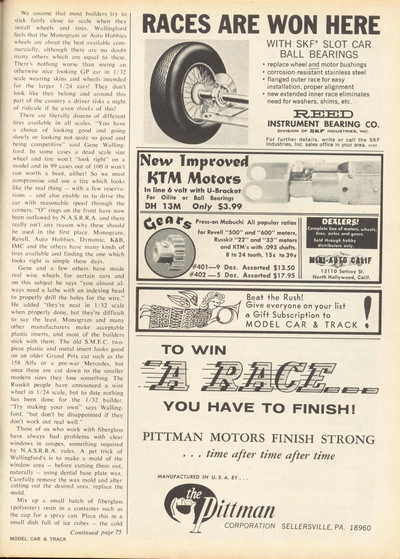 We assume that most builders try to
stick fairly close to scale when they
install wheels and tires. Wallingford
feels that the Monogram or Auto Hobbies
wheels are about the best available com-
mercially, although there are no doubt
many others which are equal to these.
There's nothing worse than seeing an
otherwise nice looking GP car in 1/32
scale wearing skins and wheels intended
for the larger 1/24 cars! They don't
look like they belong and around this
part of the country a driver risks a night
of ridicule if he even thinks of this!
There are literally dozens of different
tires available in all scales. "You have
a choice of looking good and going
slowly or looking not quite so good and
being competitive" said Gene Walling-
ford. In some cases a dead scale size
wheel and tire won't "look right" on a
model and in 99 cases out of 100 it won't
run worth a hoot, either! So we must
compromise and use a tire which looks
like the real thing — with a few reserva-
tions — and also enable us to drive the
car with reasonable speed through the
corners. "O" rings on the front have now
been outlawed by N.A.S.R.R.A. and there
really isn't any reason why these should
be used in the first place. Monogram,
Revell, Auto Hobbies, Dynamic, K&B,
IMC and the others have many kinds of
tires available and finding the one which
looks right is simple these days.
Gene and a few others have made
reel wire wheels for certain cars and
on this subject he says "you almost al-
ways need a lathe with an indexing head
to properly drill the holes for the wire."
He added "they're neat in 1/32 scale
when properly done, but they're difficult
to say the least. Monogram and many
other manufacturers make acceptable
plastic inserts, and most of the builders
stick with them. The old S.M.E.C. two-
piece plastic and metal insert looks good
on an older Grand Prix car such as the
158 Alfa or a pre-war Mercedes, but
once these are cut down to the smaller
modern sizes they lose something. The
Russkit people have announced a wire
wheel in 1/24 scale, but to date nothing
has been done for the 1/32 builder.
"Try making your own" says Walling-
ford, "but don't be disappointed if they
don't work out real well."
Those of us who work with fiberglass
have always had problems with clear
windows in coupes, something required
by N.A.S.R.R.A. rules. A pet trick of
Wallingford's is to make a mold of the
window area — before cutting them out,
naturally — using dental base plate wax.
Carefully remove the wax mold and after
cutting out the desired area, replace the
mold.
Mix up a small batch of fiberglass
(polyester) resin in a container such as
the cup for a spray can. Place this in a
small dish full of ice cubes — the cold
Continued page 75
MODEL CAR & TRACK
RACES ARE WON HERE
WITH SKF® SLOT CAR
BALL BEARINGS
• replace wheel and motor bushings
• corrosion-resistant stainless steel
• flanged outer race for easy
installation, proper alignment
• new extended inner race eliminates
need for washers, shims, etc.
REED
INSTRUMENT BEARING CO.
DIVISION OF SKF INDUSTRIES, INC.
For further details, write or call the SKF
Industries, Inc. sales office in your area.
New Improved
KTM Motors
In line 6 volt with U-Bracket
For Oilite or Ball Bearings
DH 13M Only $3.99
Gears
Press-on Mabuchi All popular ratios
for Revell "500" and "600" meters,
Russkit "22" and "33" meters
and KTM's with .093 shafts.
8 to 24 tooth, 15¢ to 39¢
#401—9 Doz. Assorted $13.50
#402—5 Doz. Assorted $17.95
DEALERS!
Complete line of motors, wheels,
tires, axles and gears
Sold through hobby
distributors only.
MINI-AUTO CALIF
13110 Saticoy St.
North Hollywood, Calif.
Beat the Rush!
Give everyone on your list
a Gift Subscription to
MODEL CAR & TRACK
!
TO WIN
"A RACE....
YOU HAVE TO FINISH!
PITTMAN MOTORS FINISH STRONG
. . . time after time after time
MANUFACTURED IN U.S.A. BY...
the
Pittman
CORPORATION SELLERSVILLE, PA. 18960